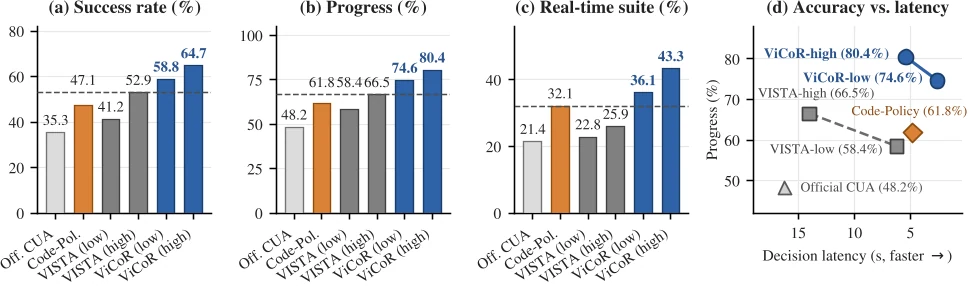 (a) Success rate (%)
80
60
40
20
0
35.3
47.1
41.2
52.9
58.8
64.7
Off. CUA
Code-Pol.
VISTA (low)
VISTA (high)
ViCoR (low)
ViCoR (high)
(b) Progress (%)
100
75
50
25
0
48.2
61.8
58.4
66.5
74.6
80.4
Off. CUA
Code-Pol.
VISTA (low)
VISTA (high)
ViCoR (low)
ViCoR (high)
(c) Real-time suite (%)
40
20
0
21.4
32.1
22.8
25.9
36.1
43.3
Off. CUA
Code-Pol.
VISTA (low)
VISTA (high)
ViCoR (low)
ViCoR (high)
(d) Accuracy vs. latency
Progress (%)
80
70
60
50
ViCoR-high (80.4%)
ViCoR-low (74.6%)
VISTA-high (66.5%)
Code-Policy (61.8%)
VISTA-low (58.4%)
Official CUA (48.2%)
15
10
5
Decision latency (s, faster →)